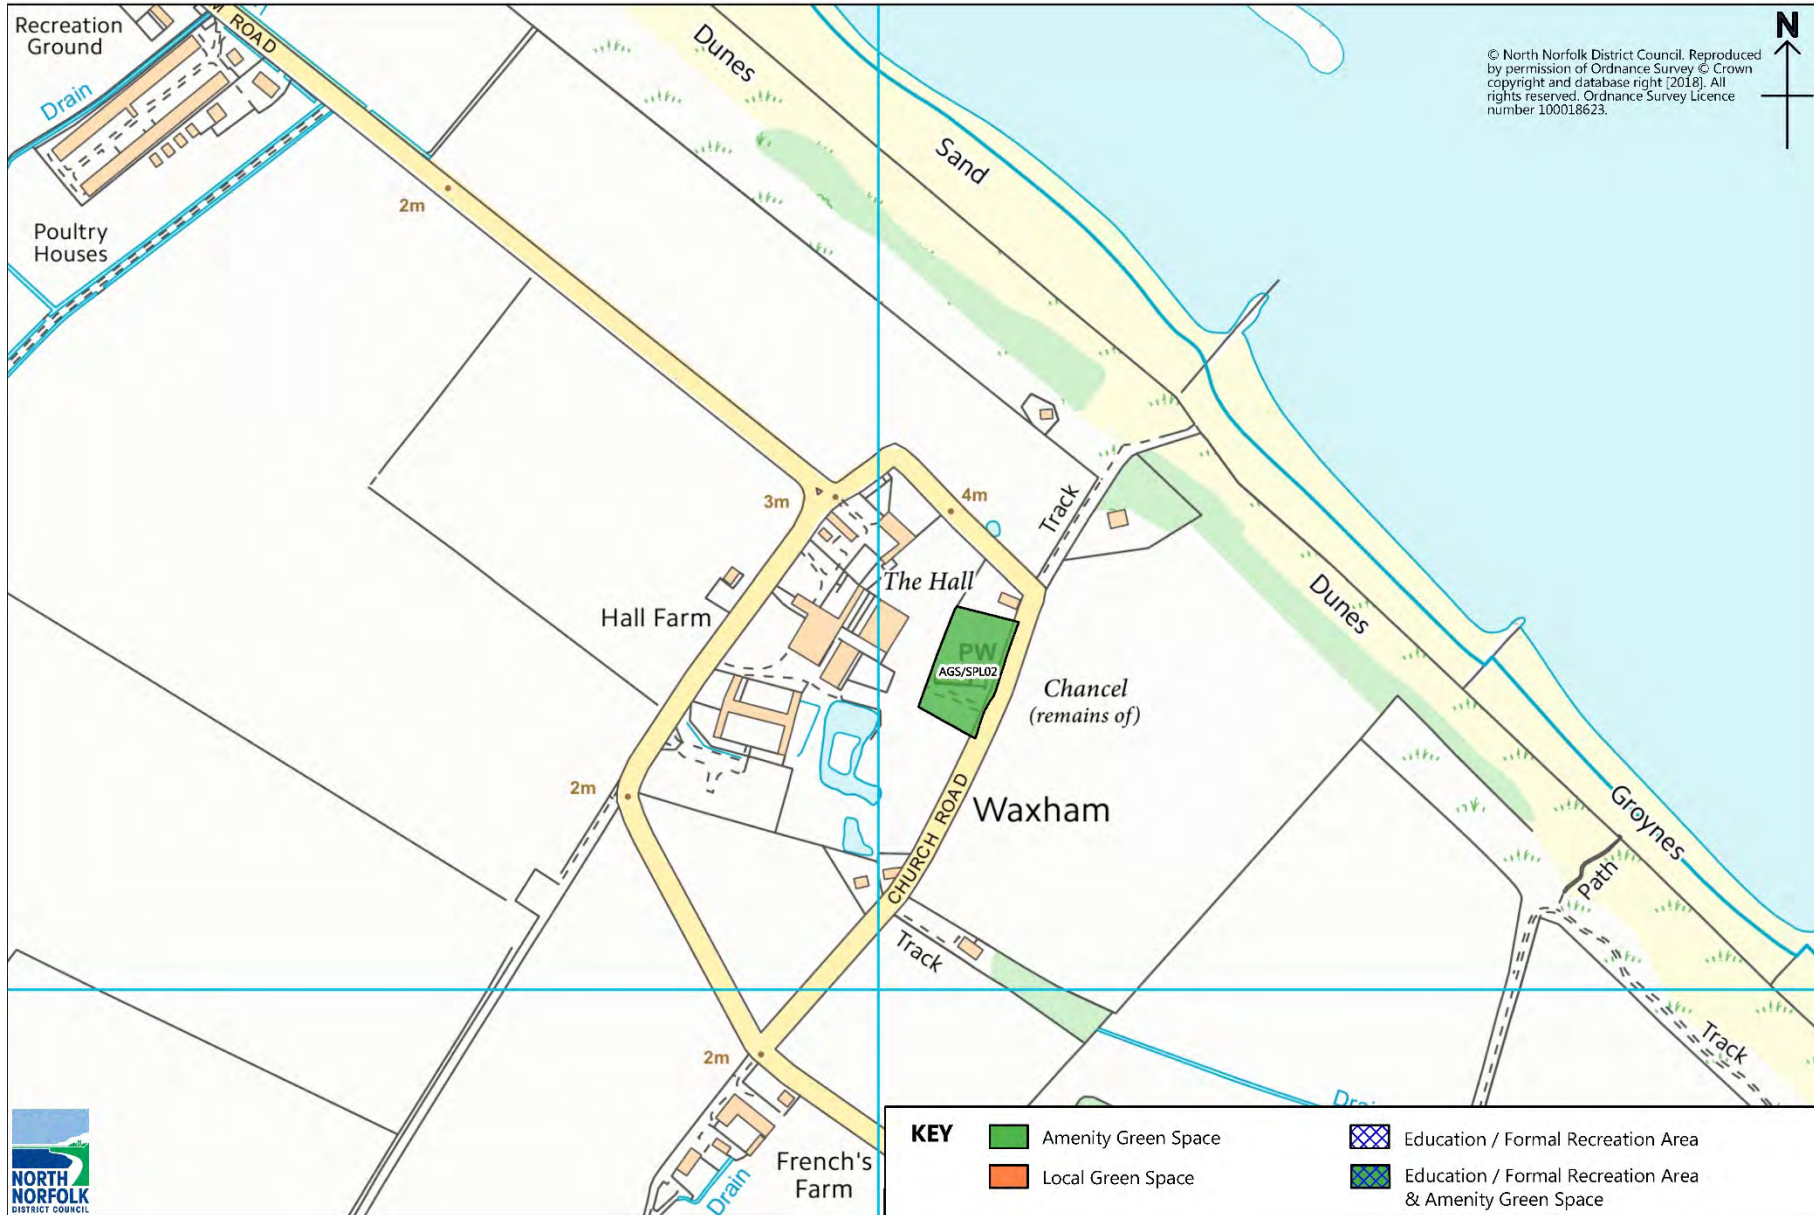 Recreation
Ground
M ROAD
Drain
2m
Poultry
Houses
Dunes
Sand
N
© North Norfolk District Council. Reproduced
by permission of Ordnance Survey © Crown
copyright and database right [2018]. All
rights reserved. Ordnance Survey Licence
number 100018623.
3m
4m
Track
The Hall
Hall Farm
PW
AGS/SPL02
Chancel
(remains of)
Dunes
2m
CHURCH ROAD
Waxham
Groynes
Path
Track
Track
2m
French's
Farm
Drain
NORTH
NORFOLK
DISTRICT COUNCIL
KEY
Amenity Green Space
Local Green Space
Education / Formal Recreation Area
Education / Formal Recreation Area
& Amenity Green Space